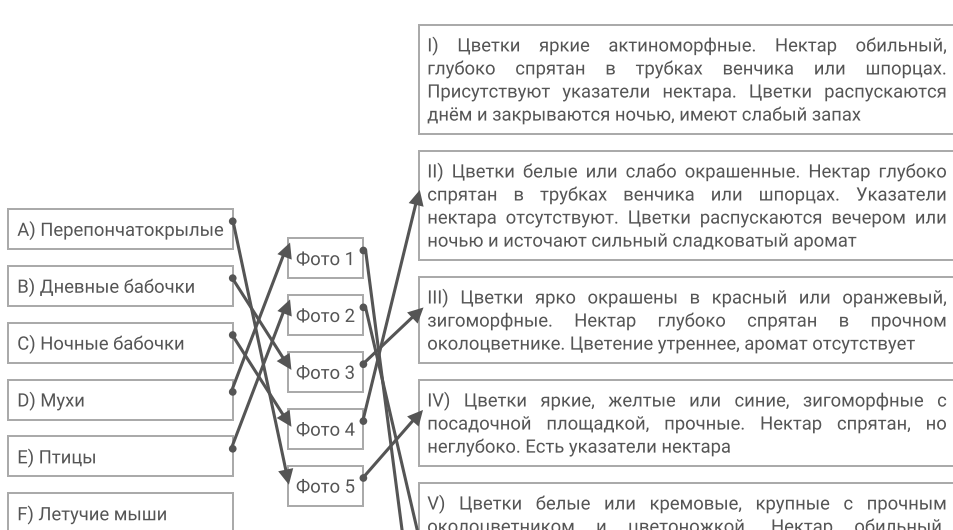 I) Цветки яркие актиноморфные. Нектар обильный,
глубоко спрятан в трубках венчика или шпорцах.
Присутствуют указатели нектара. Цветки распускаются
днём и закрываются ночью, имеют слабый запах
II) Цветки белые или слабо окрашенные. Нектар глубоко
спрятан в трубках венчика или шпорцах. Указатели
нектара отсутствуют. Цветки распускаются вечером или
ночью и источают сильный сладковатый аромат
A) Перепончатокрылые
B) Дневные бабочки
C) Ночные бабочки
D) Мухи
E) Птицы
F) Летучие мыши
Фото 1
Фото 2
Фото 3
Фото 4
Фото 5
III) Цветки ярко окрашены в красный или оранжевый,
зигоморфные. Нектар глубоко спрятан в прочном
околоцветнике. Цветение утреннее, аромат отсутствует
IV) Цветки яркие, желтые или синие, зигоморфные с
посадочной площадкой, прочные. Нектар спрятан, но
неглубоко. Есть указатели нектара
V) Цветки белые или кремовые, крупные с прочным
околоцветником и цветоножкой. Нектар обильный,